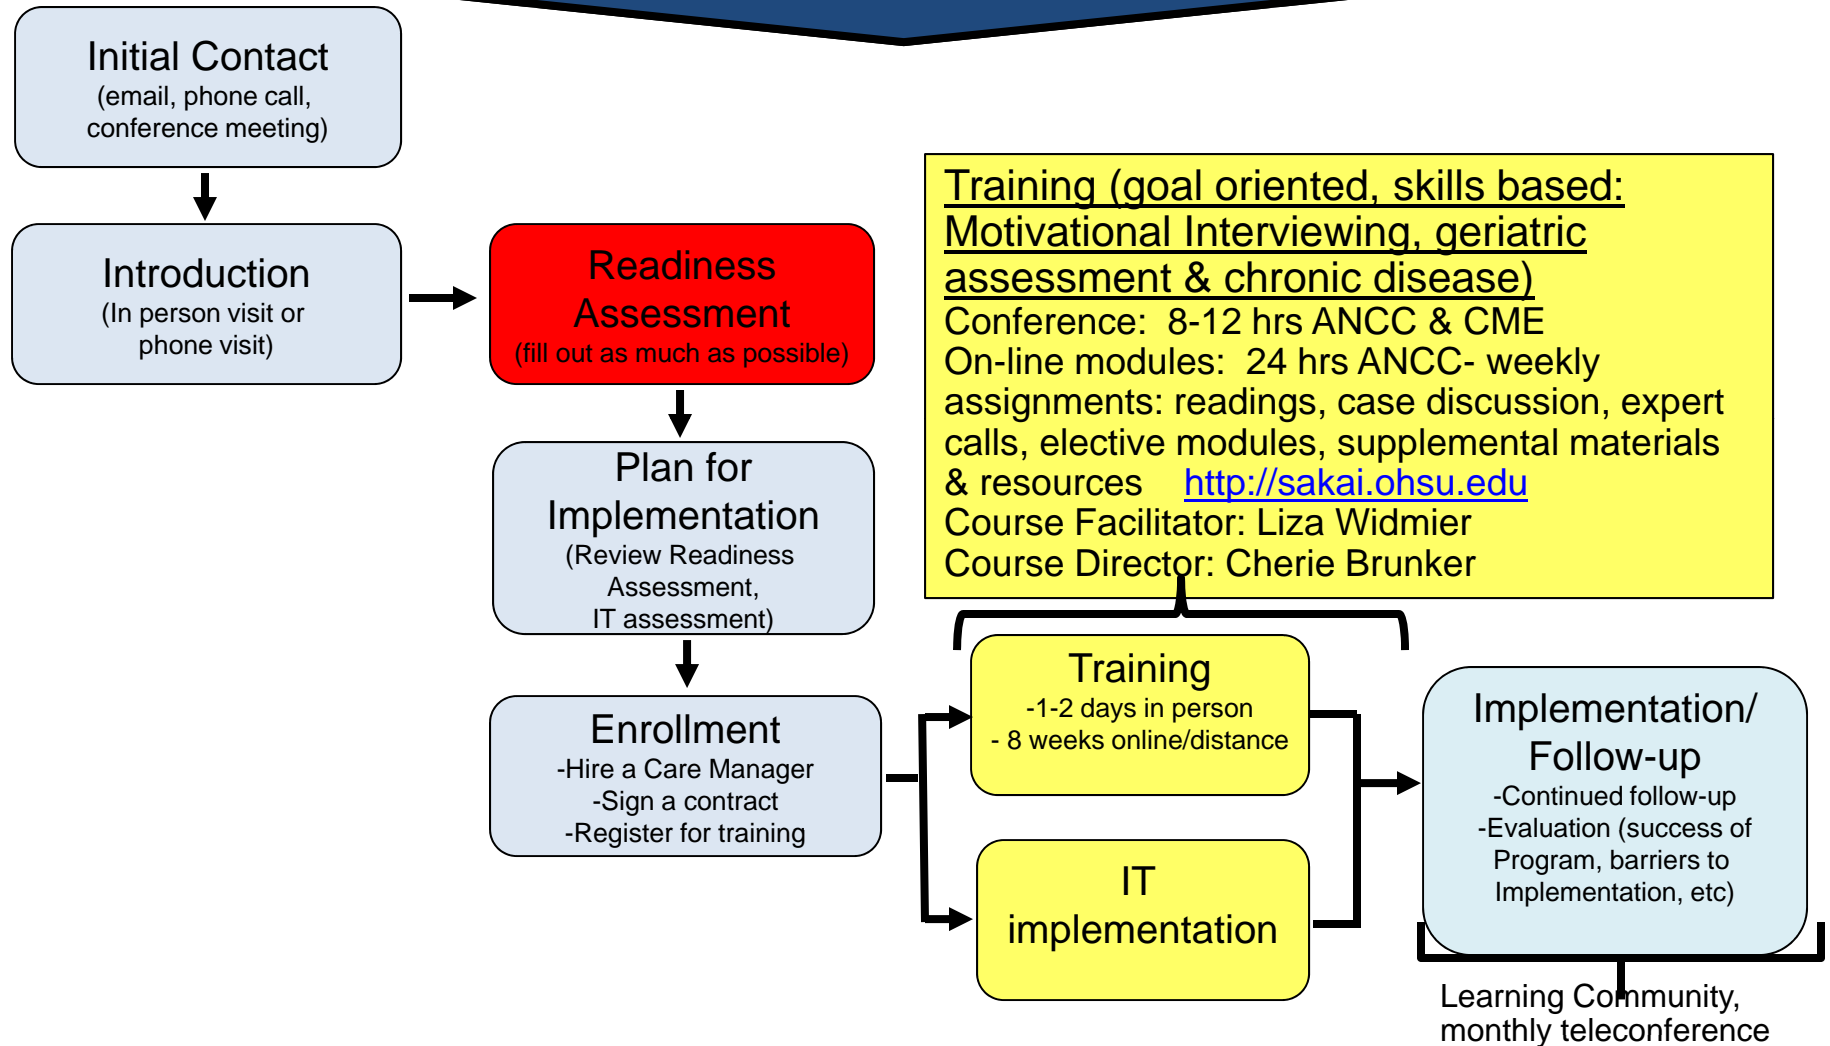 Initial Contact
(email, phone call,
conference meeting)
Introduction
(In person visit or
phone visit)
Readiness
Assessment
(fill out as much as possible)
Plan for
Implementation
(Review Readiness
Assessment,
IT assessment)
Enrollment
-Hire a Care Manager
-Sign a contract
-Register for training
Training (goal oriented, skills based:
Motivational Interviewing, geriatric
assessment & chronic disease)
Conference:  8-12 hrs ANCC & CME
On-line modules:  24 hrs ANCC- weekly
assignments: readings, case discussion, expert
calls, elective modules, supplemental materials
& resources    http://sakai.ohsu.edu
Course Facilitator: Liza Widmier
Course Director: Cherie Brunker
Training
-1-2 days in person
- 8 weeks online/distance
IT
implementation
Implementation/
Follow-up
-Continued follow-up
-Evaluation (success of
Program, barriers to
Implementation, etc)
Learning Community,
monthly teleconference